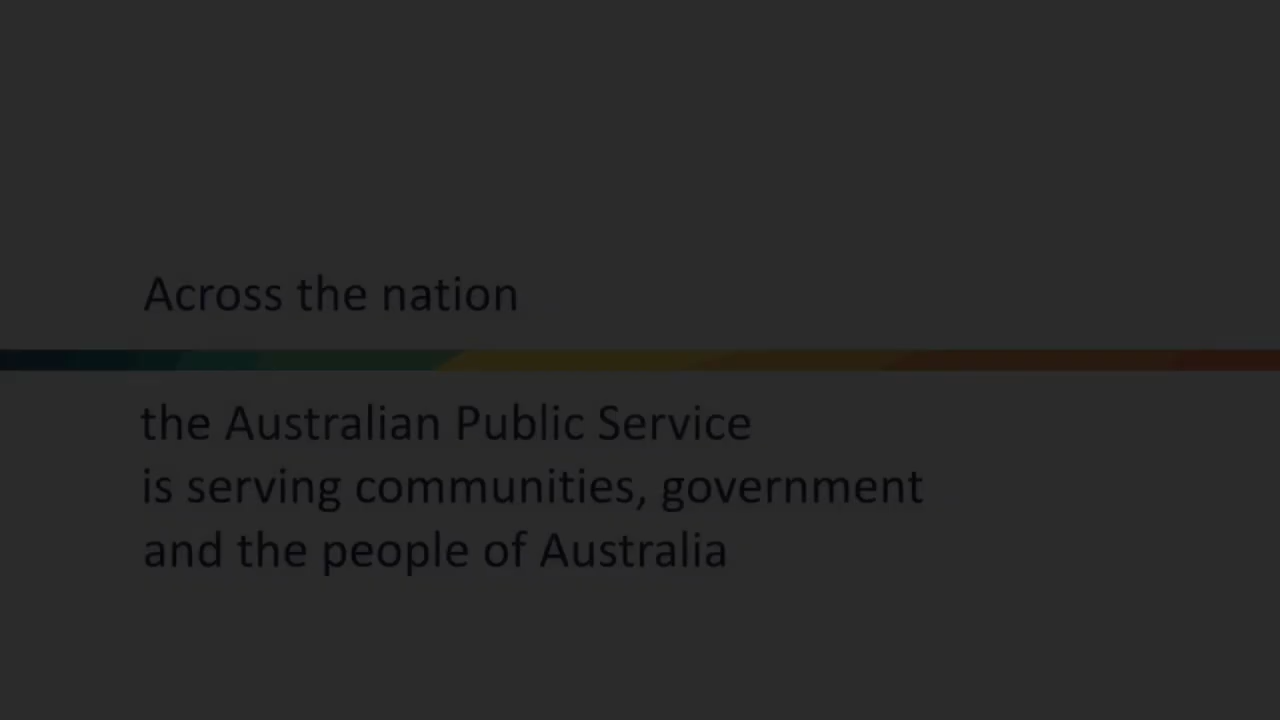 Across the nation
the Australian Public Service
is serving communities, government
and the people of Australia